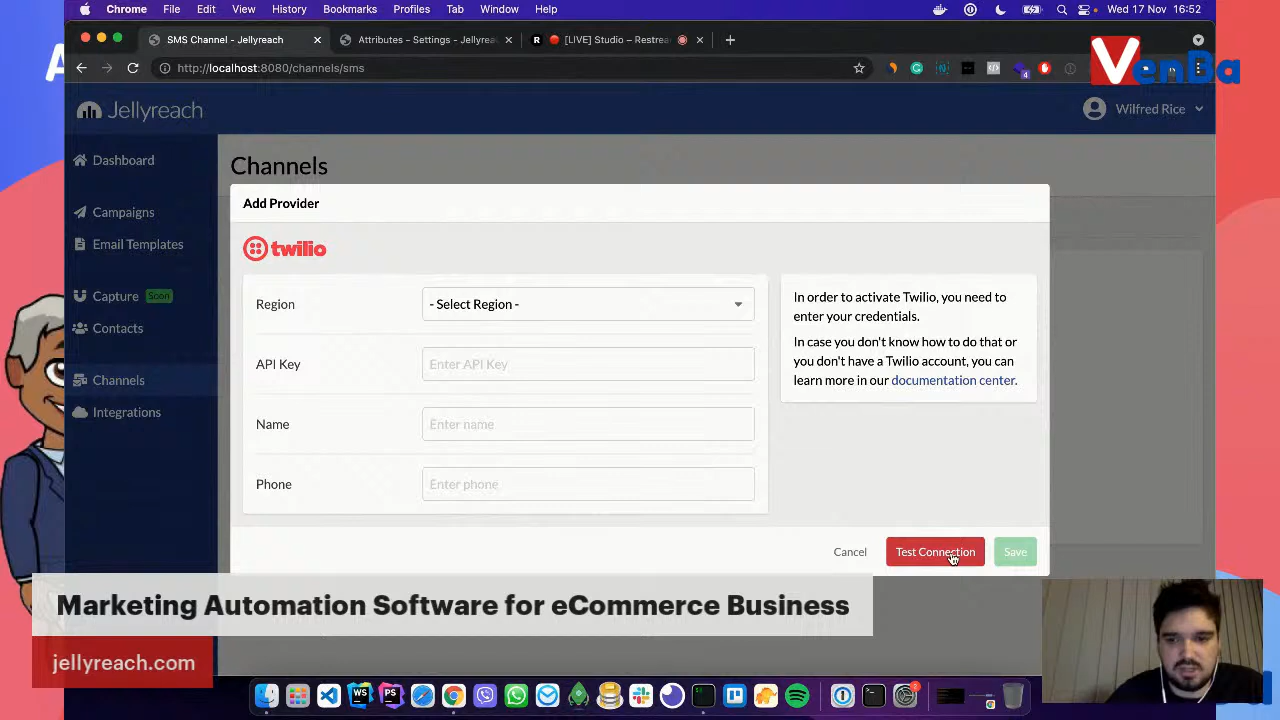 Chrome File Edit View History Bookmarks Profiles Tab Window Help Wed 17 Nov 16:52
SMS Channel - Jellyreach
Attributes - Settings - Jellyrea
[LIVE] Studio – Restrea
http://localhost:8080/channels/sms
VenBa
Jellyreach
Wilfred Rice
Dashboard
Campaigns
Email Templates
Capture Soon
Contacts
Channels
Integrations
Channels
Add Provider
twilio
Region
- Select Region -
API Key
Enter API Key
Name
Enter name
Phone
Enter phone
In order to activate Twilio, you need to
enter your credentials.
In case you don't know how to do that or
you don't have a Twilio account, you can
learn more in our documentation center.
Cancel
Test Connection
Save
Marketing Automation Software for eCommerce Business
jellyreach.com